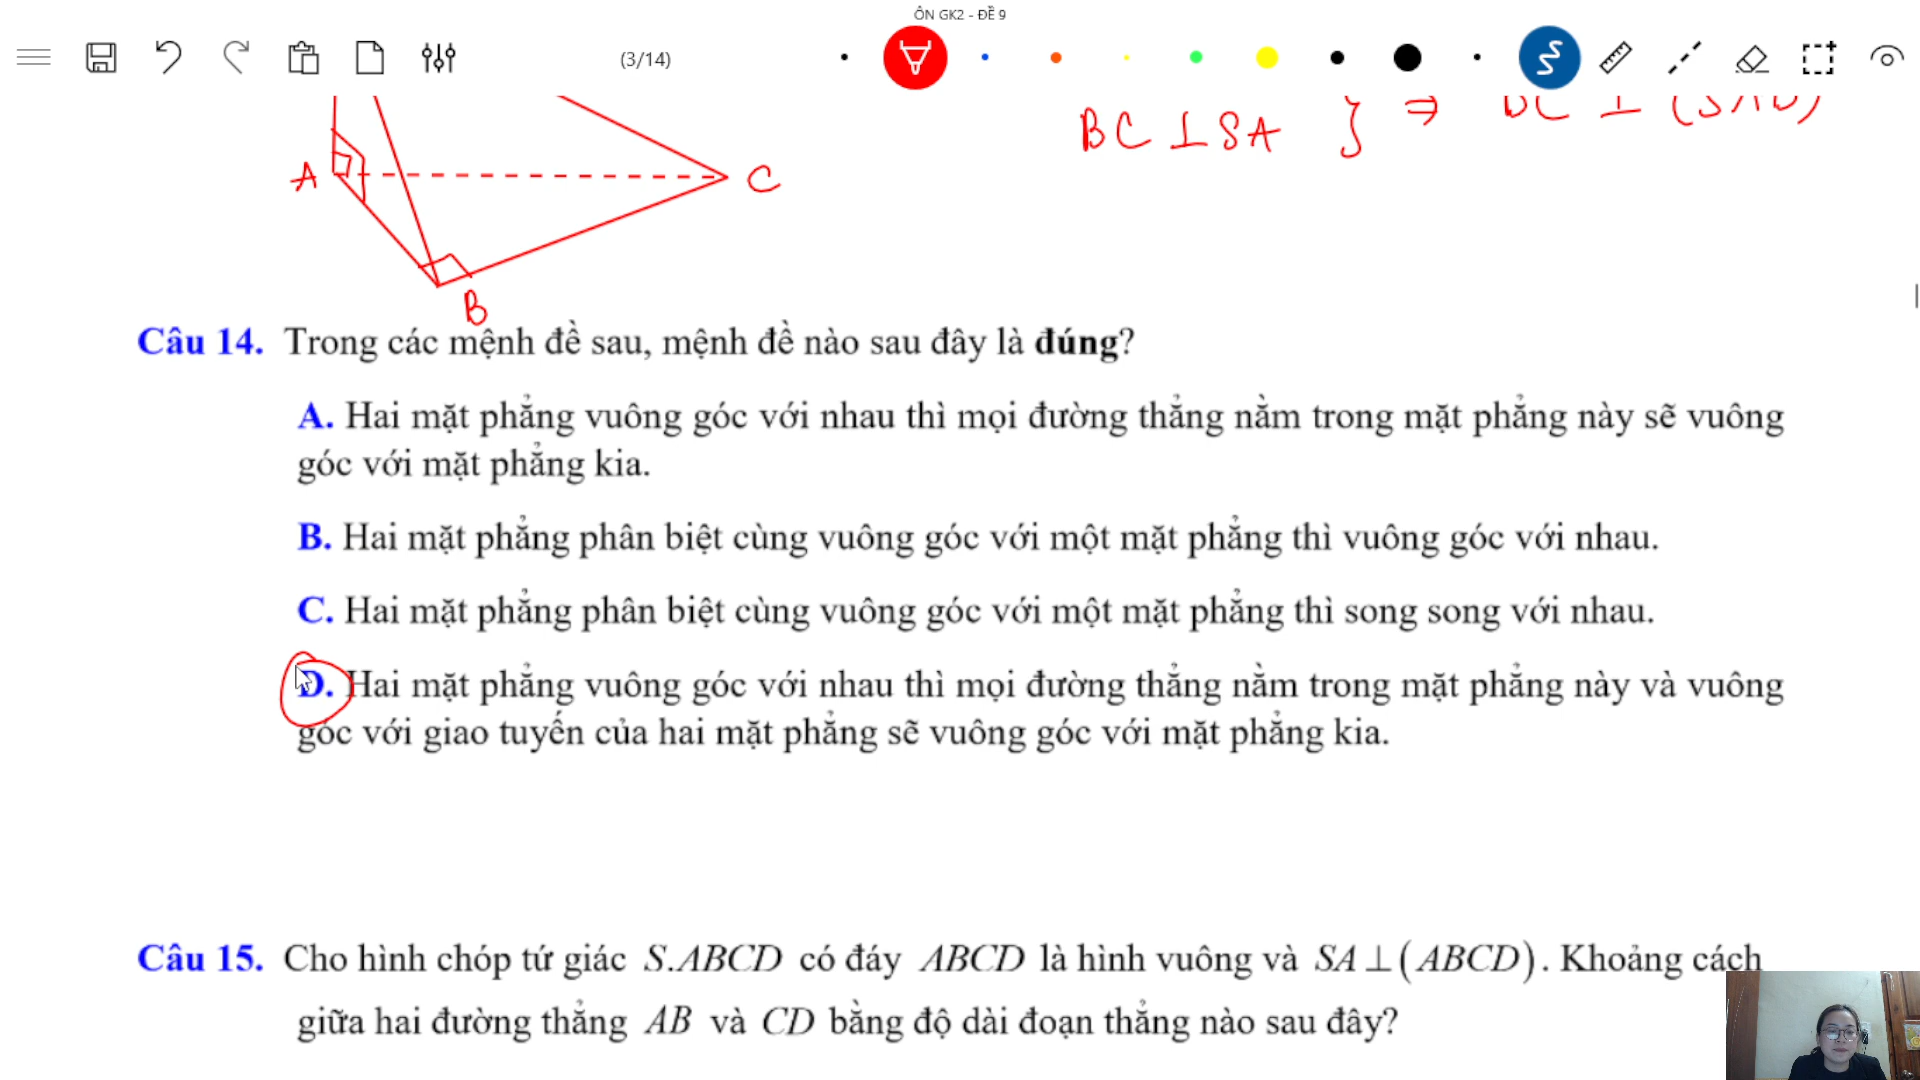 ÔN GK2 - ĐỀ 9
(3/14)
BC ⊥ SA } ⇒ BC ⊥ (SAB)
A
C
B
Câu 14. Trong các mệnh đề sau, mệnh đề nào sau đây là đúng?
A. Hai mặt phẳng vuông góc với nhau thì mọi đường thẳng nằm trong mặt phẳng này sẽ vuông
góc với mặt phẳng kia.
B. Hai mặt phẳng phân biệt cùng vuông góc với một mặt phẳng thì vuông góc với nhau.
C. Hai mặt phẳng phân biệt cùng vuông góc với một mặt phẳng thì song song với nhau.
D. Hai mặt phẳng vuông góc với nhau thì mọi đường thẳng nằm trong mặt phẳng này và vuông
góc với giao tuyến của hai mặt phẳng sẽ vuông góc với mặt phẳng kia.
Câu 15. Cho hình chóp tứ giác S.ABCD có đáy ABCD là hình vuông và SA ⊥ (ABCD). Khoảng cách
giữa hai đường thẳng AB và CD bằng độ dài đoạn thẳng nào sau đây?